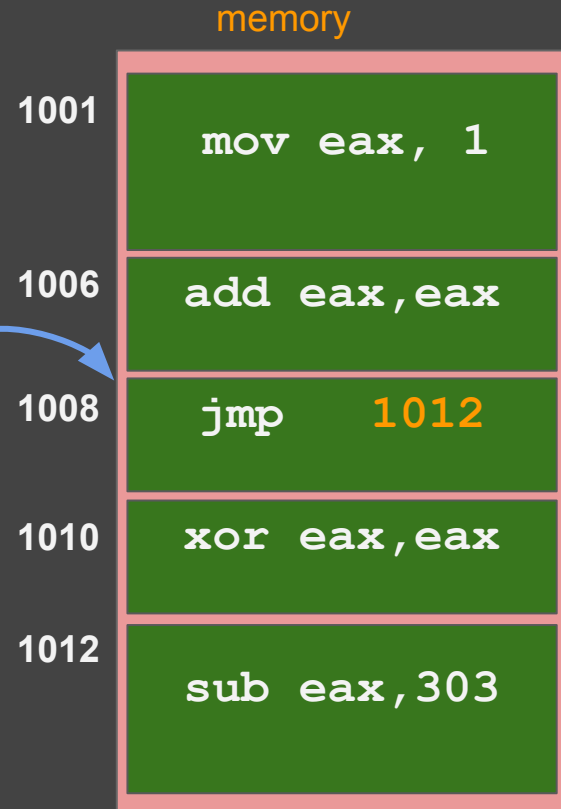 memory
1001 mov eax, 1
1006 add eax,eax
1008 jmp 1012
1010 xor eax,eax
1012 sub eax,303